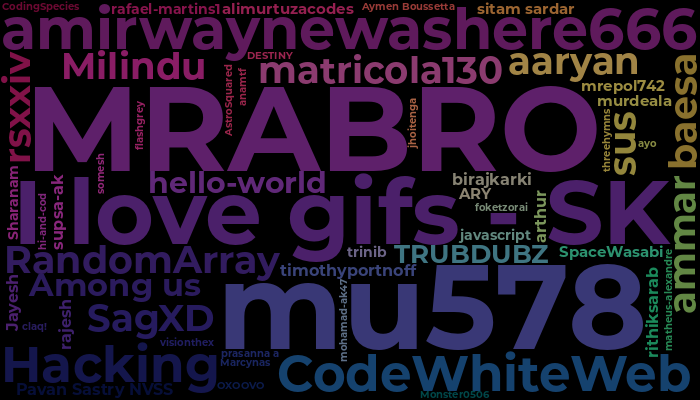 CodingSpecies
rafael-martins1
alimurtuzacodes
Aymen Boussetta
sitam sardar
amirwaynewashere666
Milindu
DESTINY
matricola130
aaryan
rsxxiv
AstroSquared
anamtf
mrepol742
murdeala
baesa
MRABRO
flashgrey
jhoitenga
threehymns
sus
ayo
Sharanam
hi-and-cod
supsa-ak
somesh
hello-world
birajkarki
ARY
foketzorai
arthur
I love gifs - SK
javascript
ammar
RandomArray
trinib
TRUBDUBZ
SpaceWasabi
timothyportnoff
Among us
Jayesh
claql
rajesh
SagXD
visionthex
mu578
mohamad-ak47
rithiksarab
matheus-alexandre
Hacking
prasanna a
Marcynas
CodeWhiteWeb
Pavan Sastry NVSS
oxoovo
Monster0506